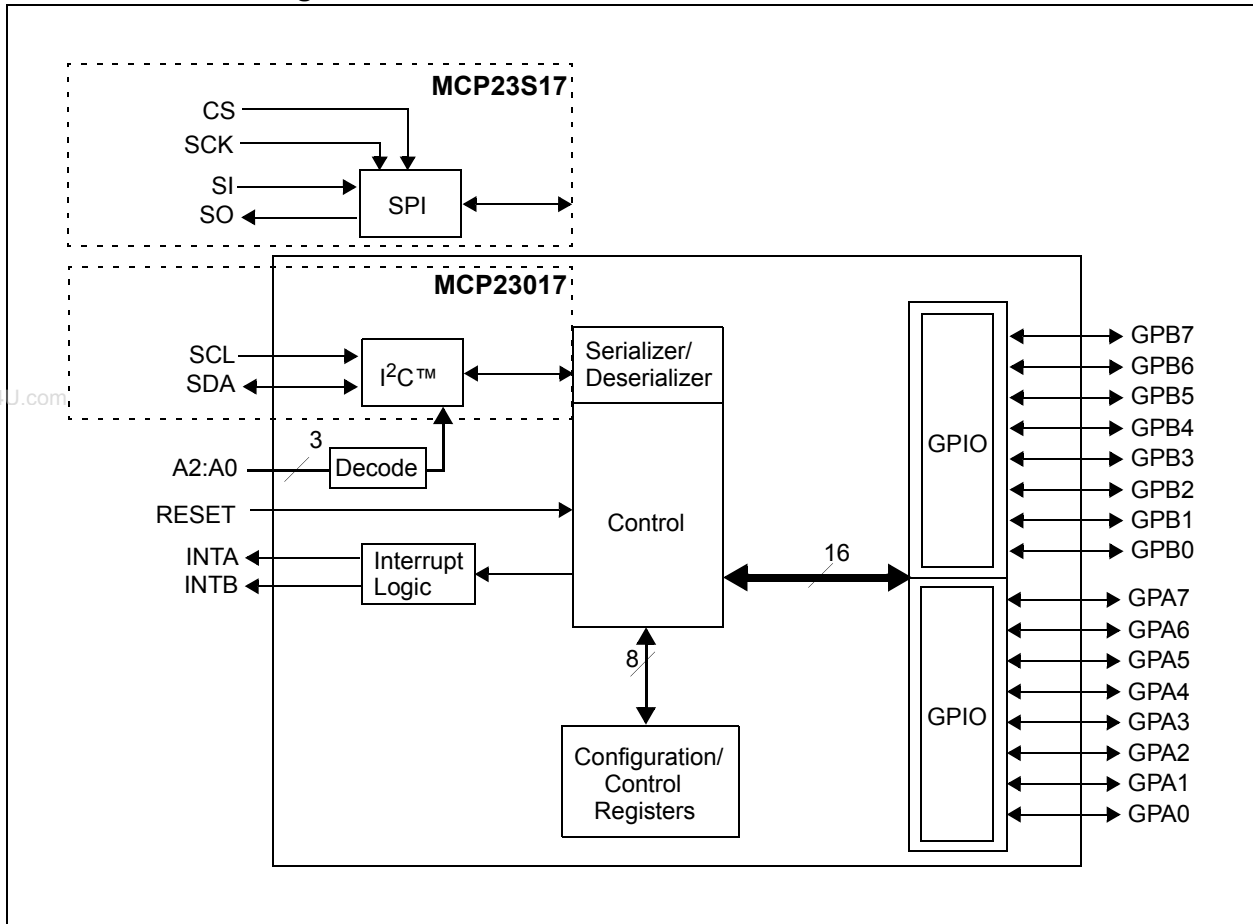 MCP23S17
CS
SCK
SI
SO
SPI
MCP23017
SCL
SDA
I²C™
Serializer/
Deserializer
3
A2:A0
Decode
RESET
Control
INTA
INTB
Interrupt
Logic
16
8
Configuration/
Control
Registers
GPIO
GPB7
GPB6
GPB5
GPB4
GPB3
GPB2
GPB1
GPB0
GPIO
GPA7
GPA6
GPA5
GPA4
GPA3
GPA2
GPA1
GPA0
U.com